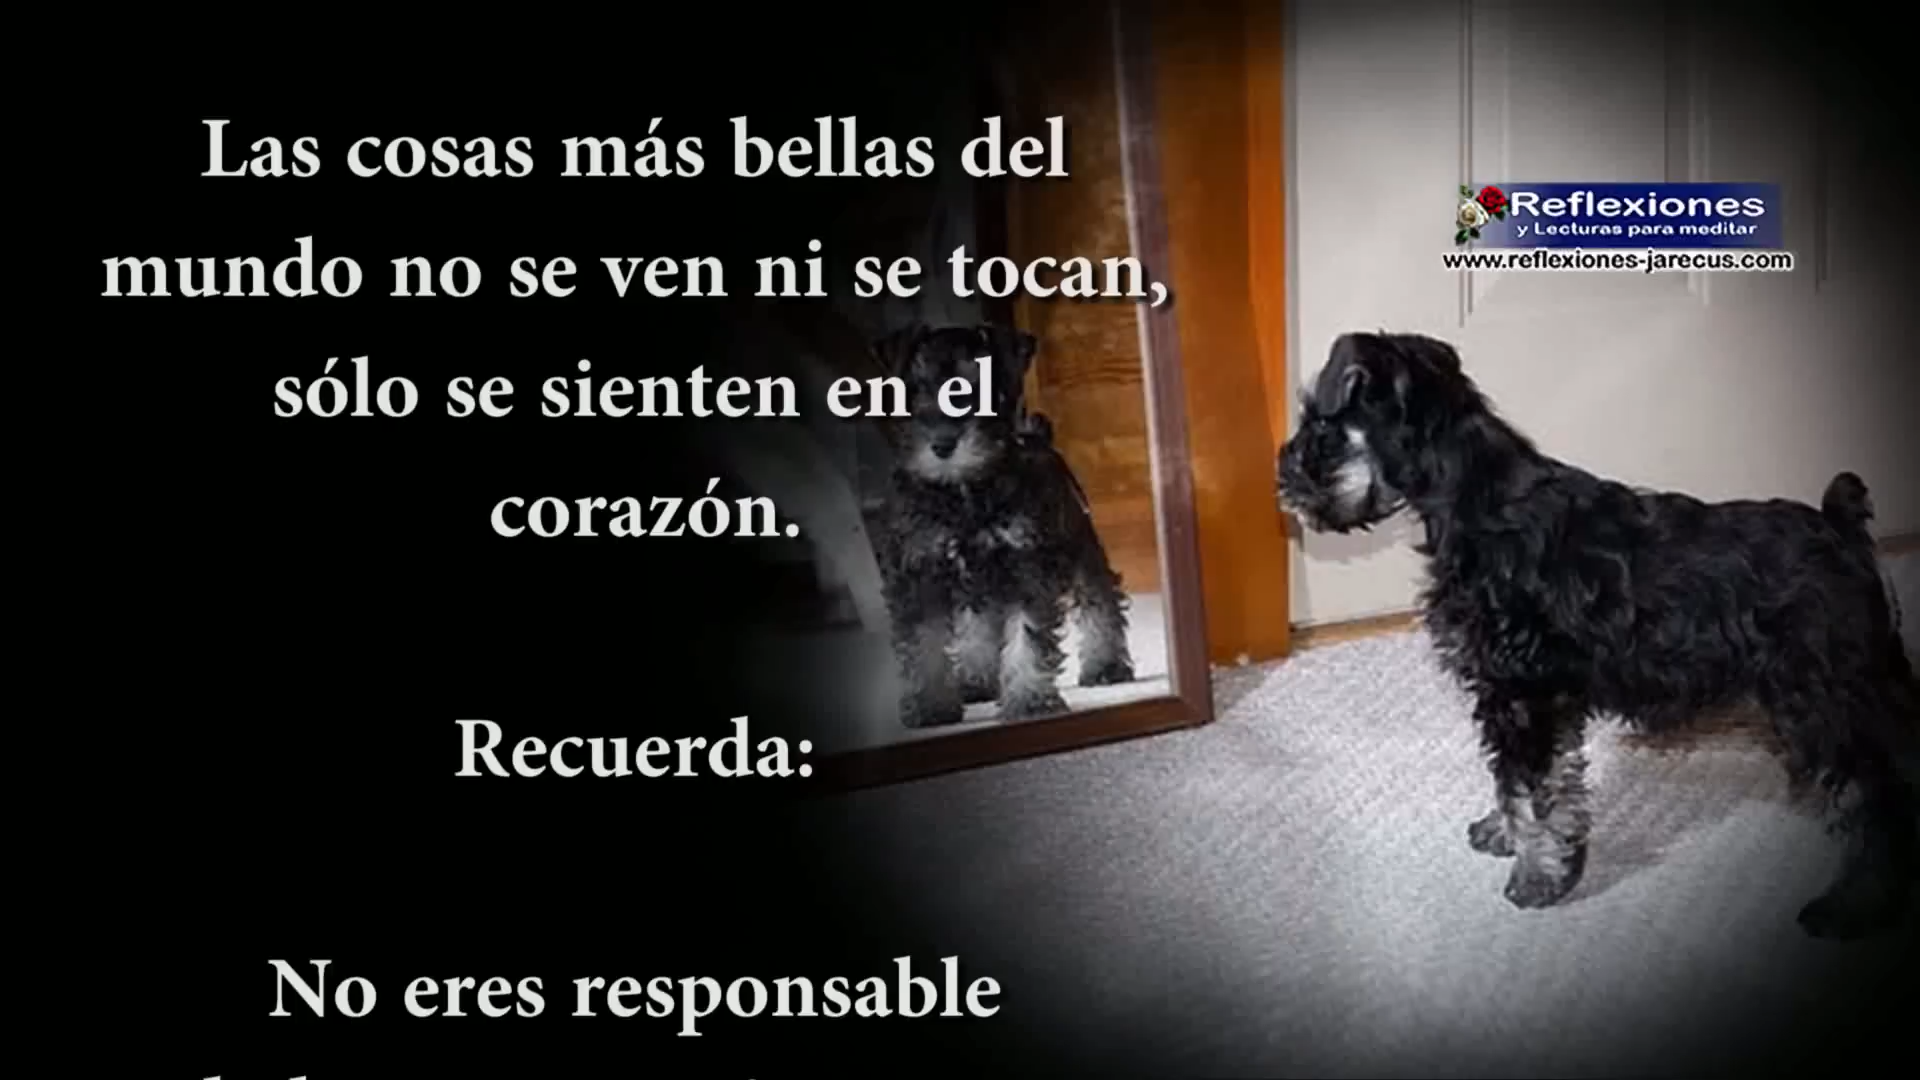 Las cosas más bellas del
mundo no se ven ni se tocan,
sólo se sienten en el
corazón.
Recuerda:
No eres responsable
Reflexiones
y Lecturas para meditar
www.reflexiones-jarecus.com